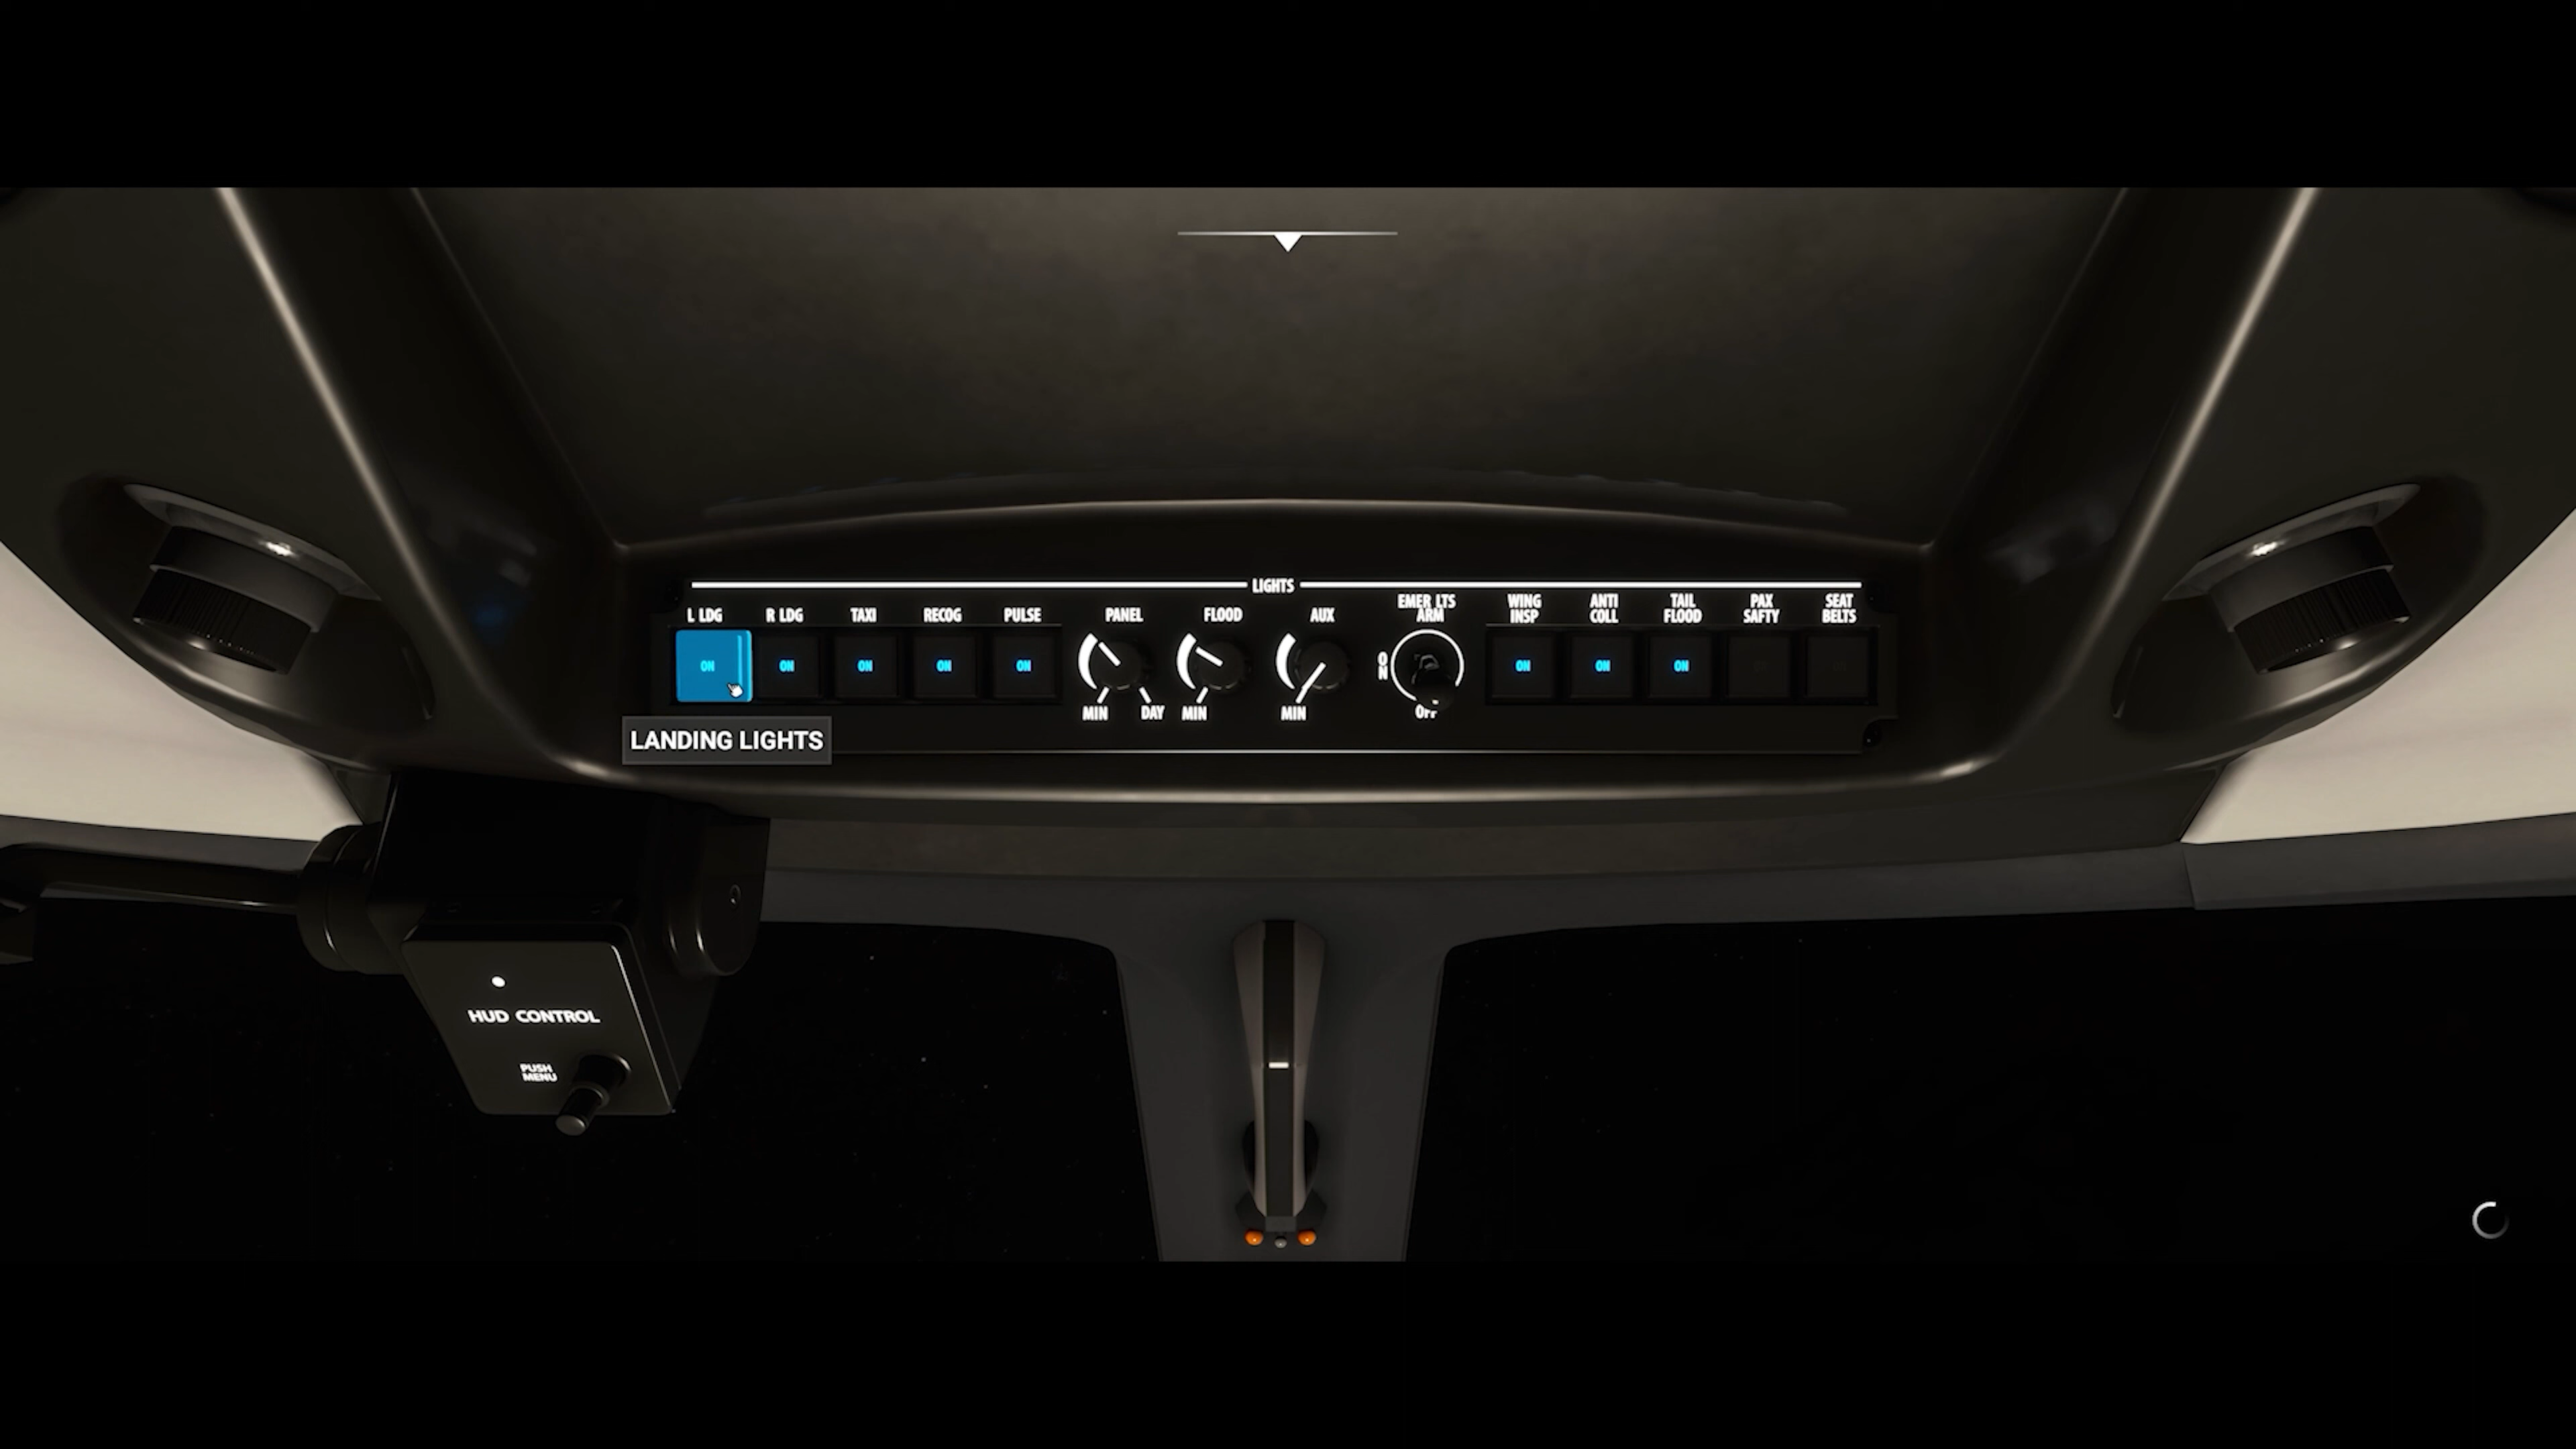 LIGHTS
L LDG
R LDG
TAXI
RECOG
PULSE
PANEL
FLOOD
AUX
EMER LTS
ARM
WING
INSP
ANTI
COLL
TAIL
FLOOD
PAX
SAFTY
SEAT
BELTS
ON
ON
ON
ON
ON
ON
ON
ON
ON
MIN
DAY
MIN
MIN
OFF
LANDING LIGHTS
HUD CONTROL
PUSH
MENU